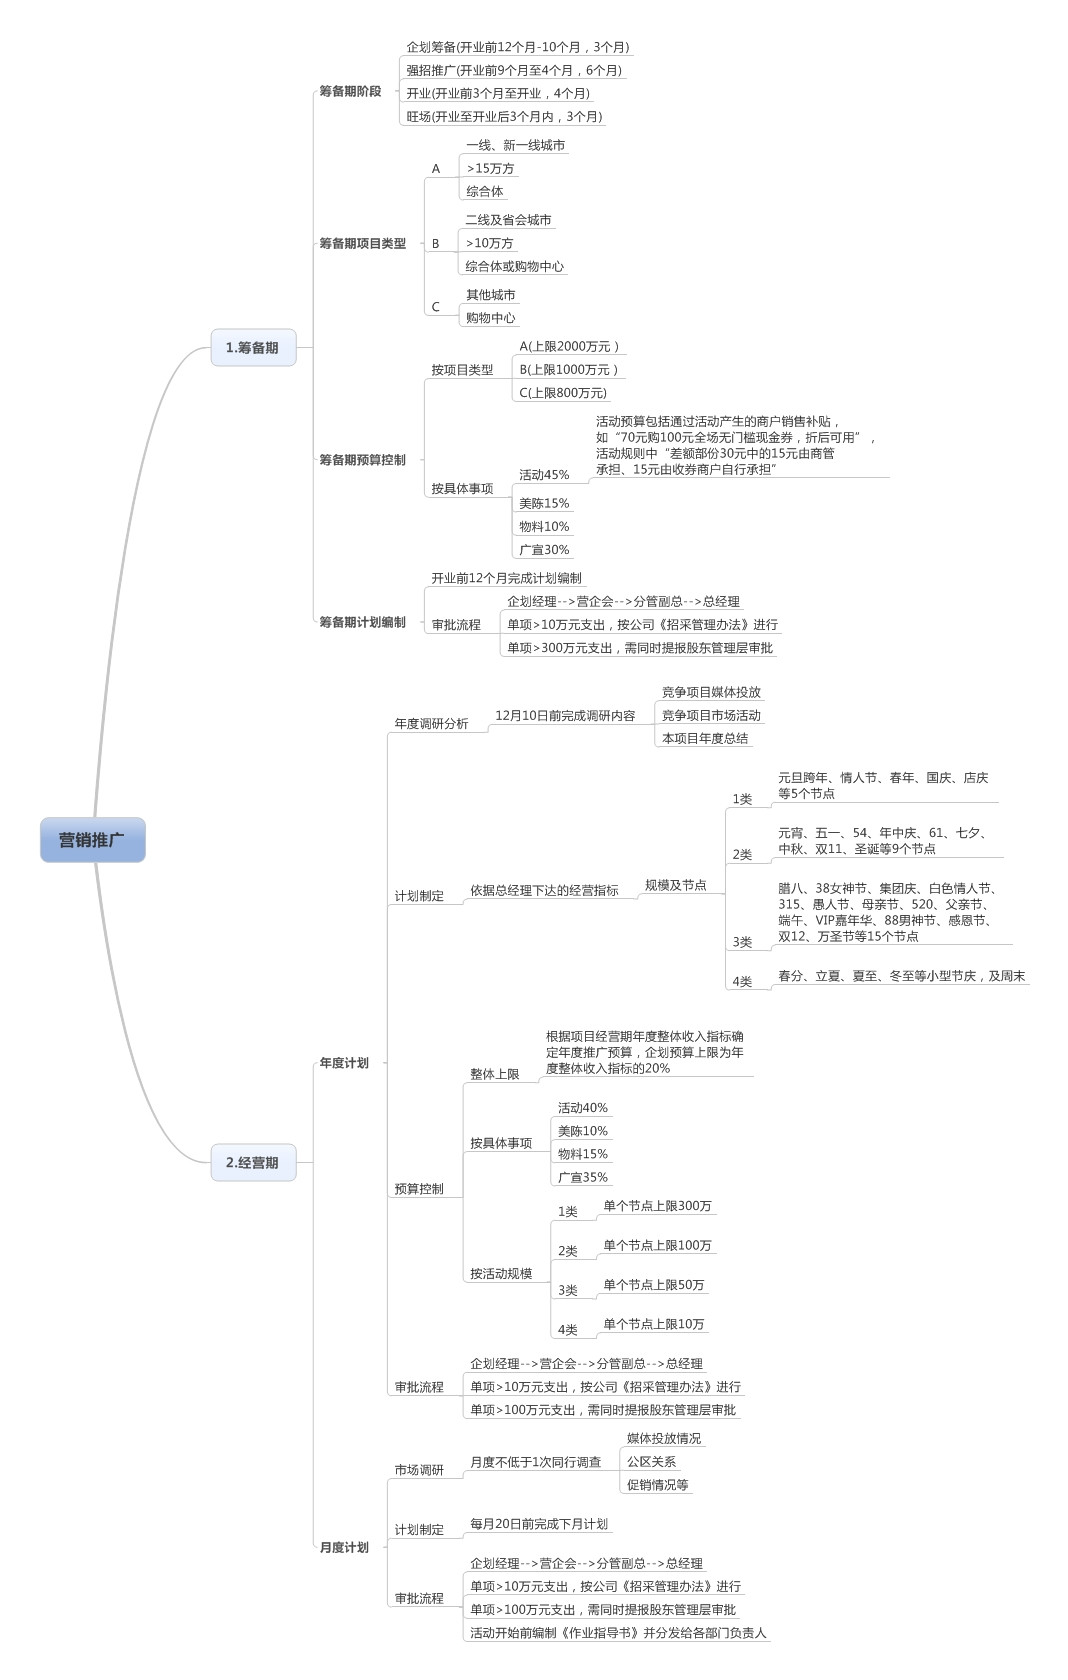 营销推广
1.筹备期
筹备期阶段
企划筹备(开业前12个月-10个月，3个月)
强招推广(开业前9个月至4个月，6个月)
开业(开业前3个月至开业，4个月)
旺场(开业至开业后3个月内，3个月)
筹备期项目类型
A
一线、新一线城市
>15万方
综合体
B
二线及省会城市
>10万方
综合体或购物中心
C
其他城市
购物中心
筹备期预算控制
按项目类型
A(上限2000万元）
B(上限1000万元）
C(上限800万元)
按具体事项
活动45%
活动预算包括通过活动产生的商户销售补贴，
如“70元购100元全场无门槛现金券，折后可用”，
活动规则中“差额部份30元中的15元由商管
承担、15元由收券商户自行承担”
美陈15%
物料10%
广宣30%
筹备期计划编制
开业前12个月完成计划编制
审批流程
企划经理-->营企会-->分管副总-->总经理
单项>10万元支出，按公司《招采管理办法》进行
单项>300万元支出，需同时提报股东管理层审批
2.经营期
年度计划
年度调研分析
12月10日前完成调研内容
竞争项目媒体投放
竞争项目市场活动
本项目年度总结
计划制定
依据总经理下达的经营指标
规模及节点
1类
元旦跨年、情人节、春年、国庆、店庆
等5个节点
2类
元宵、五一、54、年中庆、61、七夕、
中秋、双11、圣诞等9个节点
3类
腊八、38女神节、集团庆、白色情人节、
315、愚人节、母亲节、520、父亲节、
端午、VIP嘉年华、88男神节、感恩节、
双12、万圣节等15个节点
4类
春分、立夏、夏至、冬至等小型节庆，及周末
预算控制
整体上限
根据项目经营期年度整体收入指标确
定年度推广预算，企划预算上限为年
度整体收入指标的20%
按具体事项
活动40%
美陈10%
物料15%
广宣35%
按活动规模
1类
单个节点上限300万
2类
单个节点上限100万
3类
单个节点上限50万
4类
单个节点上限10万
审批流程
企划经理-->营企会-->分管副总-->总经理
单项>10万元支出，按公司《招采管理办法》进行
单项>100万元支出，需同时提报股东管理层审批
月度计划
市场调研
月度不低于1次同行调查
媒体投放情况
公区关系
促销情况等
计划制定
每月20日前完成下月计划
审批流程
企划经理-->营企会-->分管副总-->总经理
单项>10万元支出，按公司《招采管理办法》进行
单项>100万元支出，需同时提报股东管理层审批
活动开始前编制《作业指导书》并分发给各部门负责人